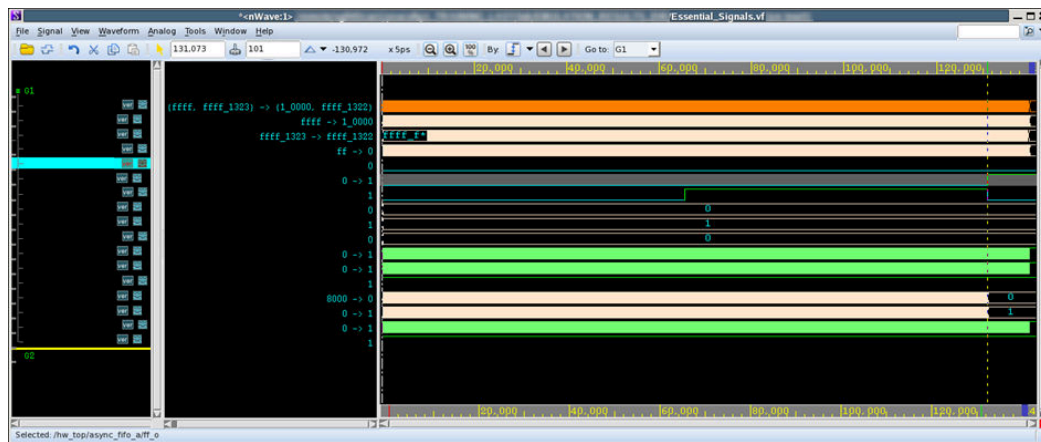 S *<nWave:1> /Essential_Signals.vf
File Signal View Waveform Analog Tools Window Help
131,073 101 -130,972 x 5ps 100% By: Go to: G1
20,000 40,000 60,000 80,000 100,000 120,000
G1
(ffff, ffff_1323) -> (1_0000, ffff_1322)
ffff -> 1_0000
ffff_1323 -> ffff_1322 ffff_f*
ff -> 0
0
0 -> 1
1
0 0
1 1
0 0
0 -> 1
0 -> 1
1
8000 -> 0 0
0 -> 1 1
0 -> 1
1
G2
20,000 40,000 60,000 80,000 100,000 120,000 4
Selected: /hw_top/async_fifo_a/ff_o